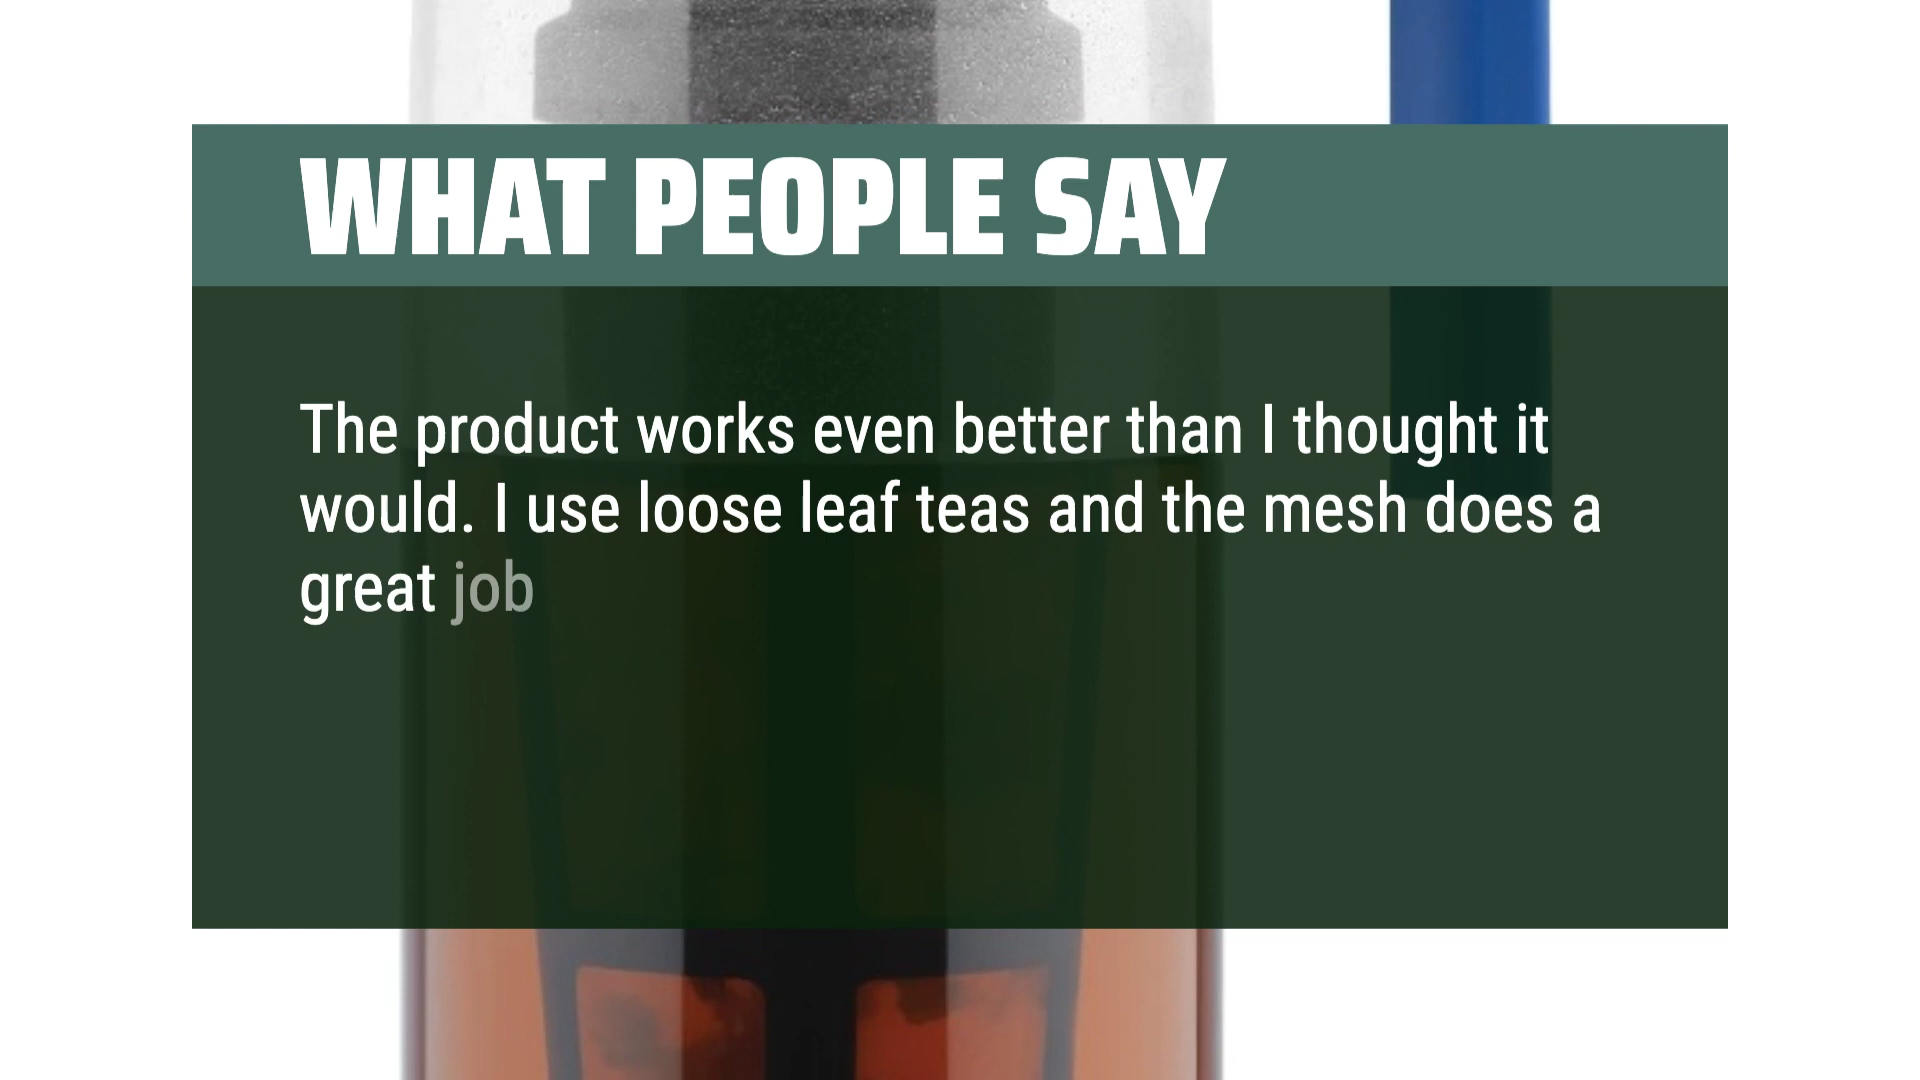 WHAT PEOPLE SAY
The product works even better than I thought it
would. I use loose leaf teas and the mesh does a
great job